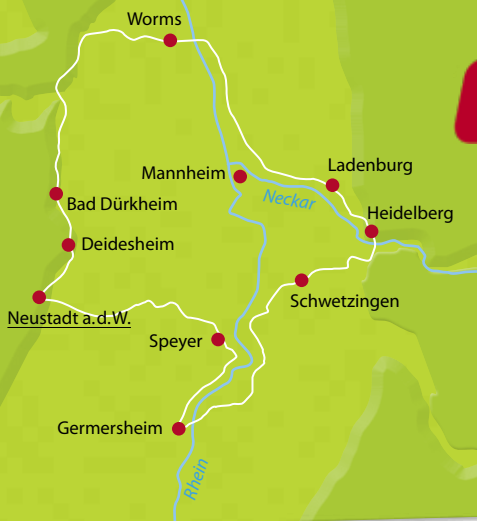 Worms
Ladenburg
Mannheim
Neckar
Bad Dürkheim
Heidelberg
Deidesheim
Schwetzingen
Neustadt a.d.W.
Speyer
Germersheim
Rhein